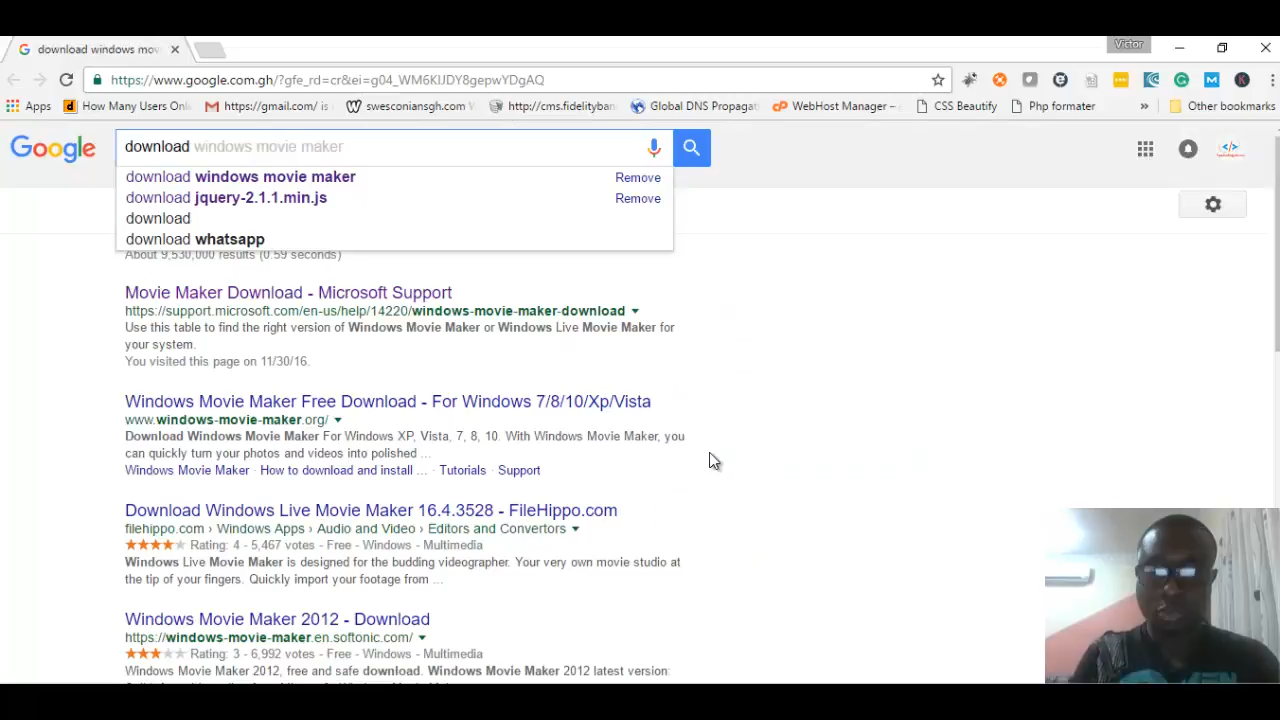 download windows mov
Victor
https://www.google.com.gh/?gfe_rd=cr&ei=g04_WM6KIJDY8gepwYDgAQ
Apps How Many Users Onl https://gmail.com/ is swesconiansgh.com W http://cms.fidelityban Global DNS Propagati WebHost Manager – CSS Beautify Php formater » Other bookmarks
Google
download windows movie maker
download windows movie maker Remove
download jquery-2.1.1.min.js Remove
download
download whatsapp
About 9,530,000 results (0.59 seconds)
Movie Maker Download - Microsoft Support
https://support.microsoft.com/en-us/help/14220/windows-movie-maker-download
Use this table to find the right version of Windows Movie Maker or Windows Live Movie Maker for
your system.
You visited this page on 11/30/16.
Windows Movie Maker Free Download - For Windows 7/8/10/Xp/Vista
www.windows-movie-maker.org/
Download Windows Movie Maker For Windows XP, Vista, 7, 8, 10. With Windows Movie Maker, you
can quickly turn your photos and videos into polished ...
Windows Movie Maker · How to download and install ... · Tutorials · Support
Download Windows Live Movie Maker 16.4.3528 - FileHippo.com
filehippo.com › Windows Apps › Audio and Video › Editors and Convertors
Rating: 4 - 5,467 votes - Free - Windows - Multimedia
Windows Live Movie Maker is designed for the budding videographer. Your very own movie studio at
the tip of your fingers. Quickly import your footage from ...
Windows Movie Maker 2012 - Download
https://windows-movie-maker.en.softonic.com/
Rating: 3 - 6,992 votes - Free - Windows - Multimedia
Windows Movie Maker 2012, free and safe download. Windows Movie Maker 2012 latest version: